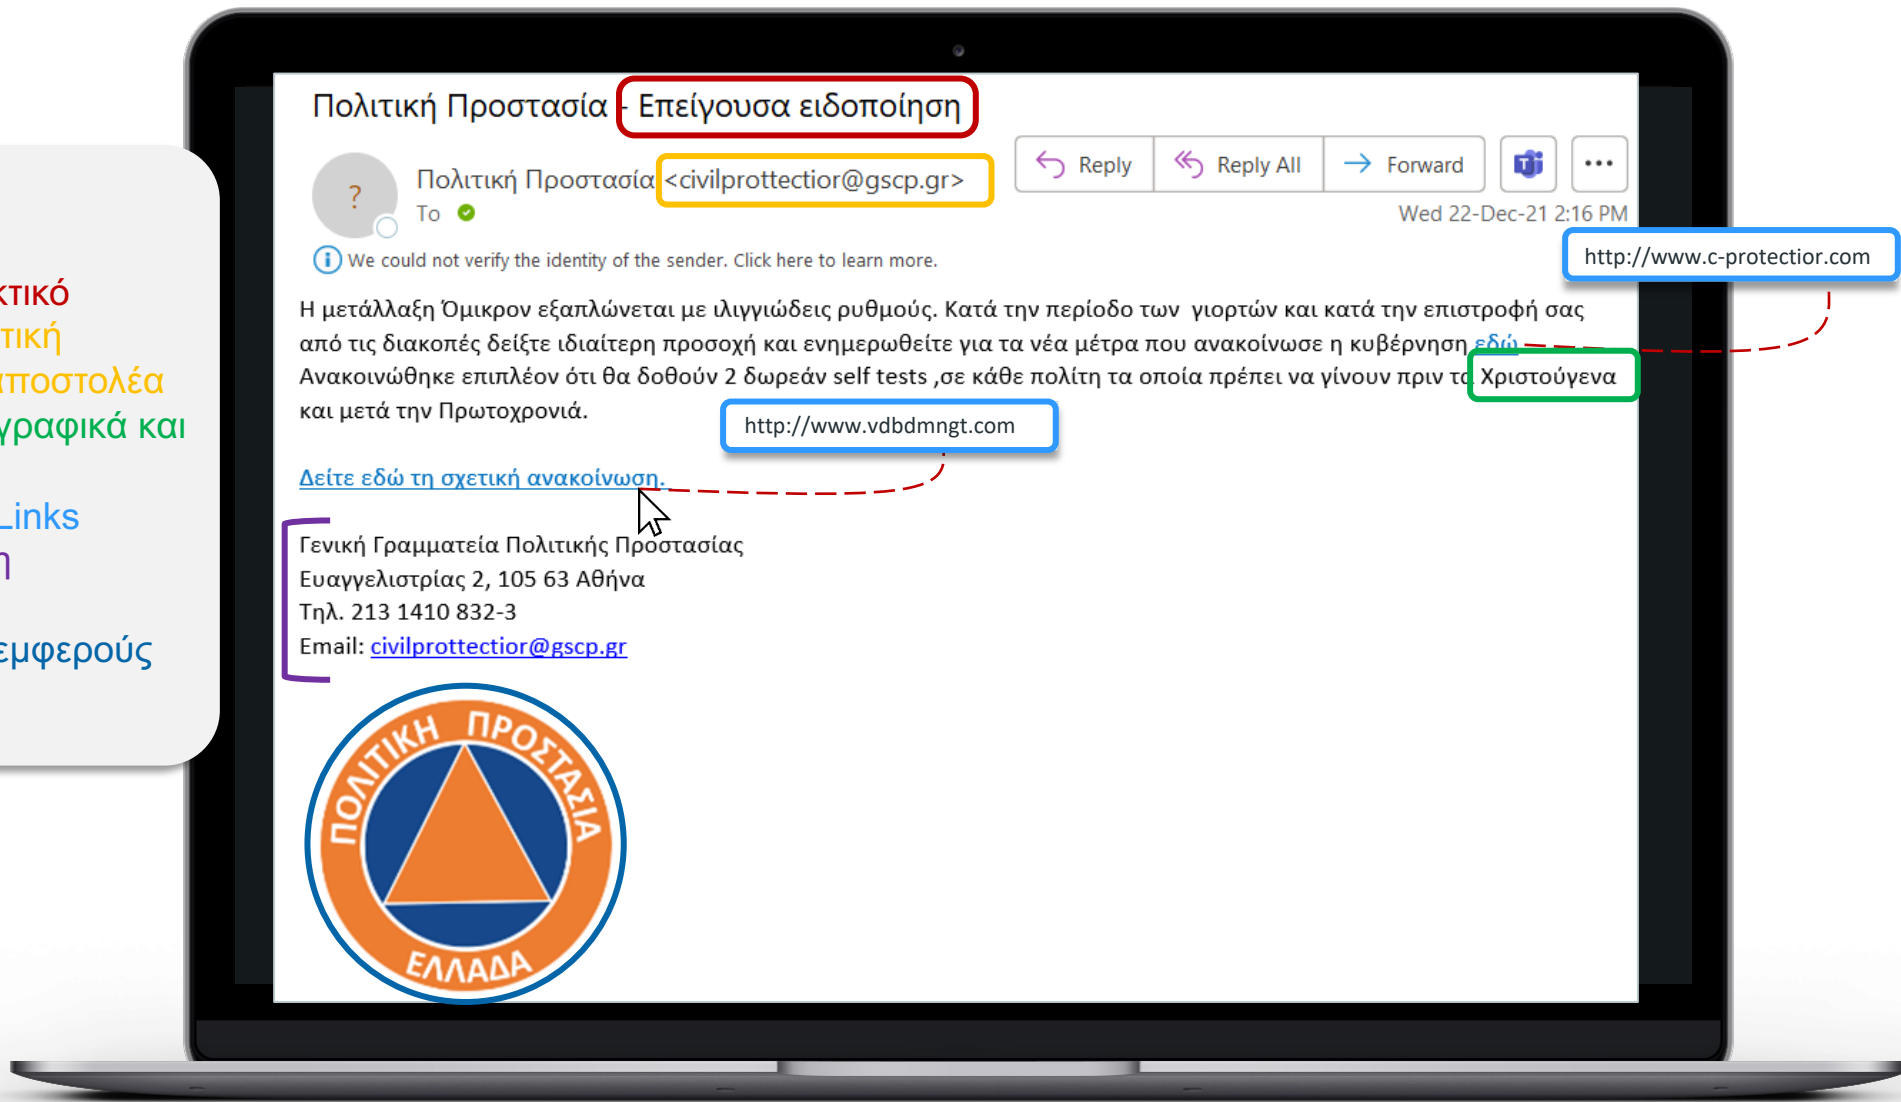 Πολιτική Προστασία - Επείγουσα ειδοποίηση
Πολιτική Προστασία <civilprottectior@gscp.gr>
Reply
Reply All
Forward
?
To
Wed 22-Dec-21 2:16 PM
We could not verify the identity of the sender. Click here to learn more.
http://www.c-protectior.com
Η μετάλλαξη Όμικρον εξαπλώνεται με ιλιγγιώδεις ρυθμούς. Κατά την περίοδο των γιορτών και κατά την επιστροφή σας
από τις διακοπές δείξτε ιδιαίτερη προσοχή και ενημερωθείτε για τα νέα μέτρα που ανακοίνωσε η κυβέρνηση εδώ
Ανακοινώθηκε επιπλέον ότι θα δοθούν 2 δωρεάν self tests ,σε κάθε πολίτη τα οποία πρέπει να γίνουν πριν τα Χριστούγενα
και μετά την Πρωτοχρονιά.
http://www.vdbdmngt.com
Δείτε εδώ τη σχετική ανακοίνωση.
Γενική Γραμματεία Πολιτικής Προστασίας
Ευαγγελιστρίας 2, 105 63 Αθήνα
Τηλ. 213 1410 832-3
Email: civilprottectior@gscp.gr
ΠΟΛΙΤΙΚΗ ΠΡΟΣΤΑΣΙΑ
ΕΛΛΑΔΑ
κτικό
τική
αποστολέα
γραφικά και
Links
η
εμφερούς